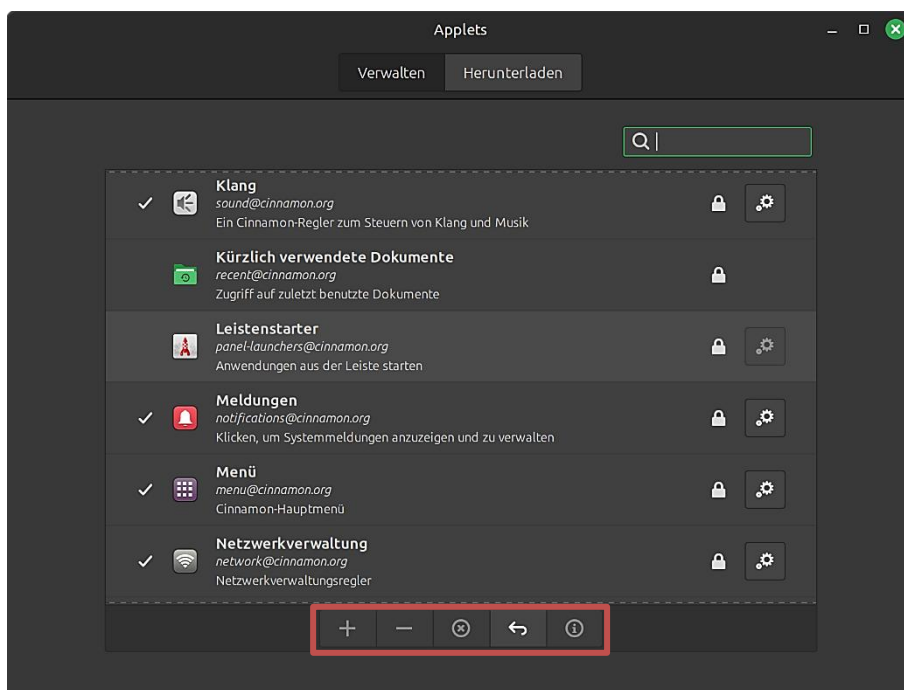 Applets
Verwalten Herunterladen
Klang
sound@cinnamon.org
Ein Cinnamon-Regler zum Steuern von Klang und Musik
Kürzlich verwendete Dokumente
recent@cinnamon.org
Zugriff auf zuletzt benutzte Dokumente
Leistenstarter
panel-launchers@cinnamon.org
Anwendungen aus der Leiste starten
Meldungen
notifications@cinnamon.org
Klicken, um Systemmeldungen anzuzeigen und zu verwalten
Menü
menu@cinnamon.org
Cinnamon-Hauptmenü
Netzwerkverwaltung
network@cinnamon.org
Netzwerkverwaltungsregler